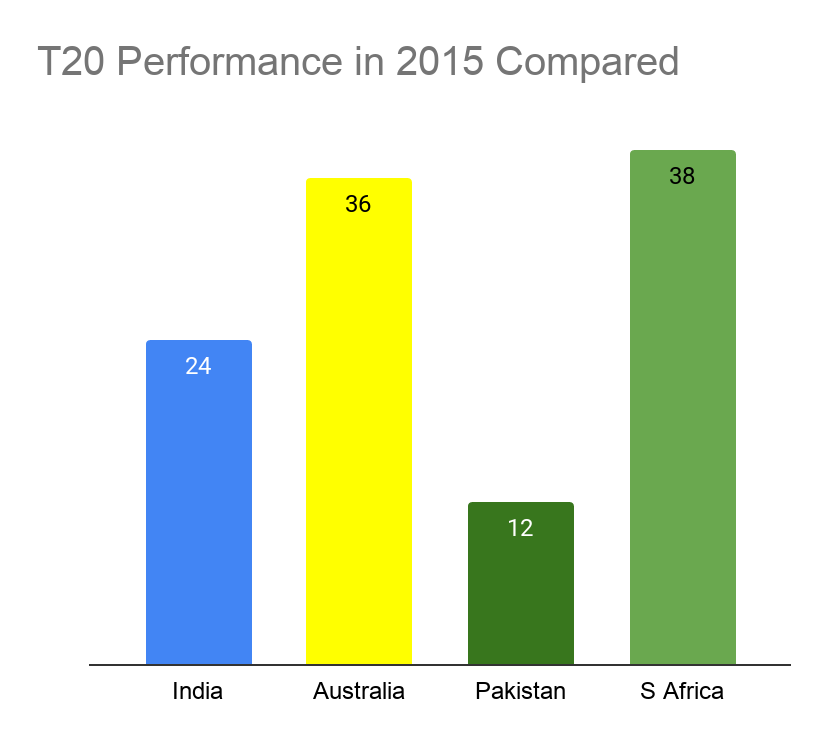 T20 Performance in 2015 Compared
38
36
24
12
India Australia Pakistan S Africa